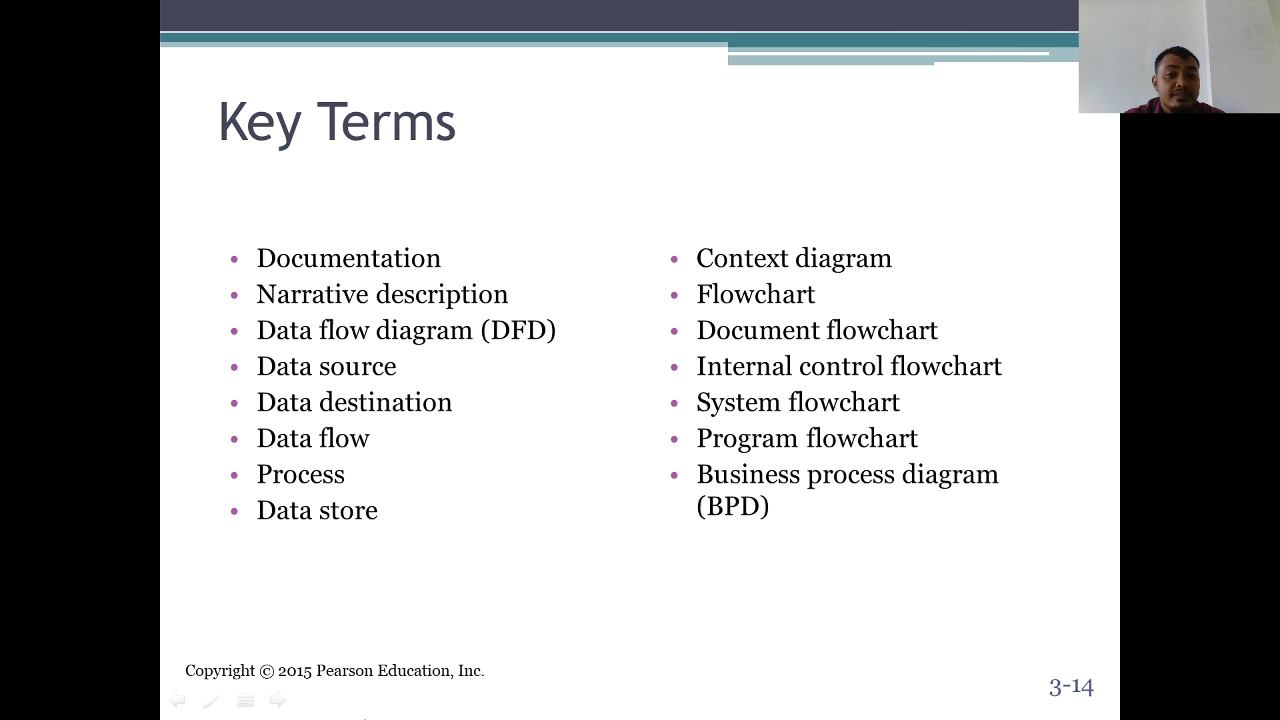 Key Terms
• Documentation
• Narrative description
• Data flow diagram (DFD)
• Data source
• Data destination
• Data flow
• Process
• Data store
• Context diagram
• Flowchart
• Document flowchart
• Internal control flowchart
• System flowchart
• Program flowchart
• Business process diagram
(BPD)
Copyright © 2015 Pearson Education, Inc.
3-14